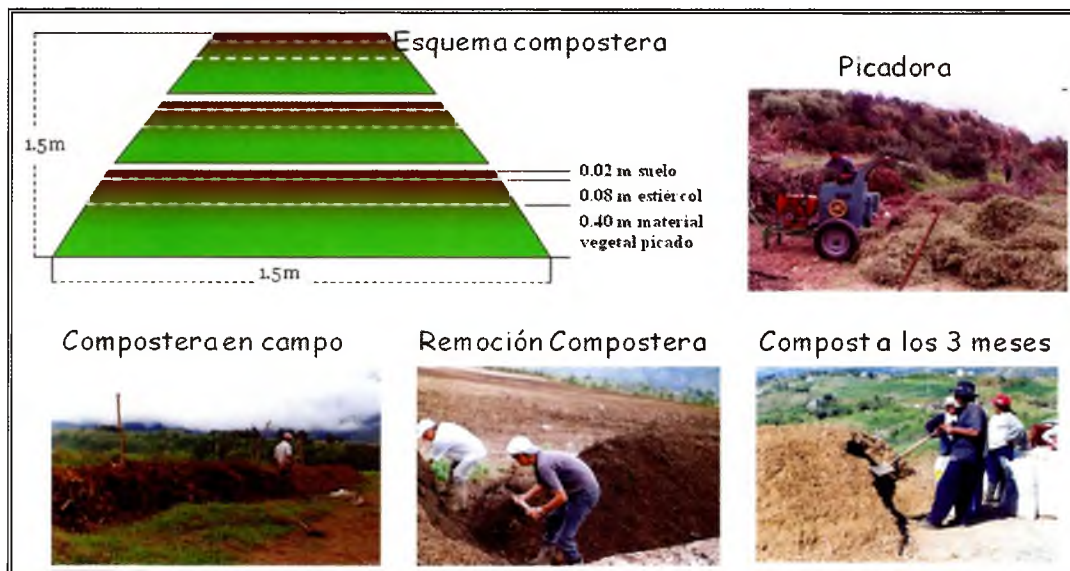 Esquema compostera
Picadora
1.5m
0.02 m suelo
0.08 m estiércol
0.40 m material
vegetal picado
1.5m
Compostera en campo
Remoción Compostera
Compost a los 3 meses